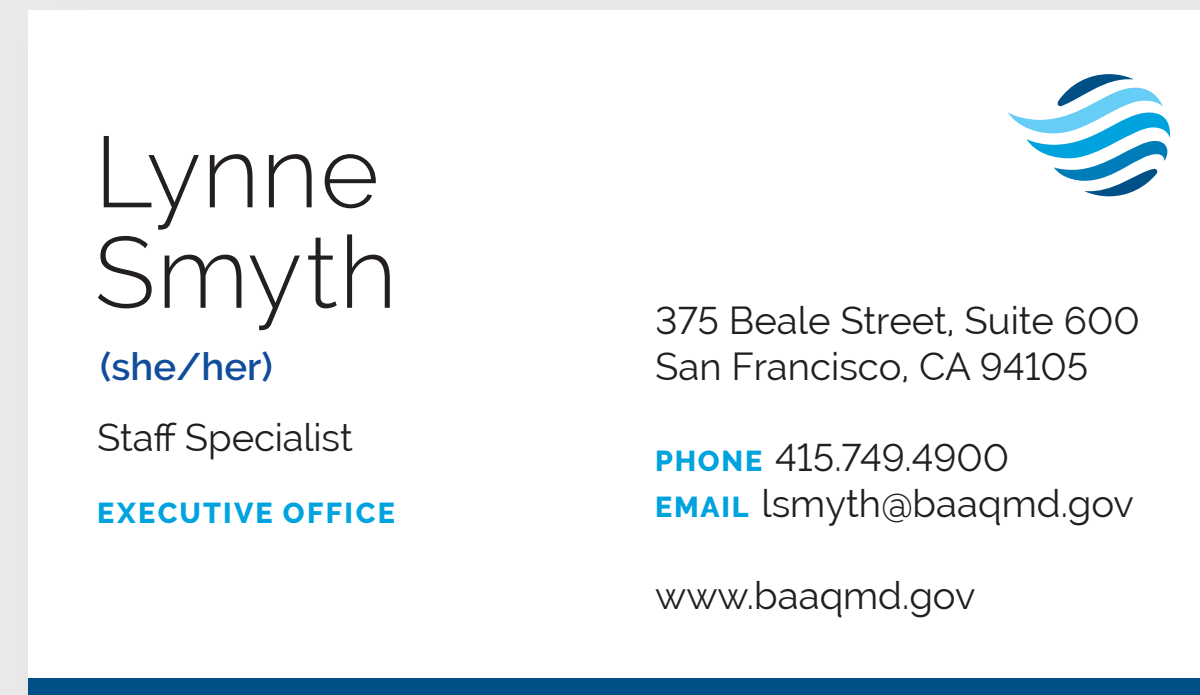 Lynne
Smyth
(she/her)
Staff Specialist
EXECUTIVE OFFICE
375 Beale Street, Suite 600
San Francisco, CA 94105
PHONE 415.749.4900
EMAIL lsmyth@baaqmd.gov
www.baaqmd.gov